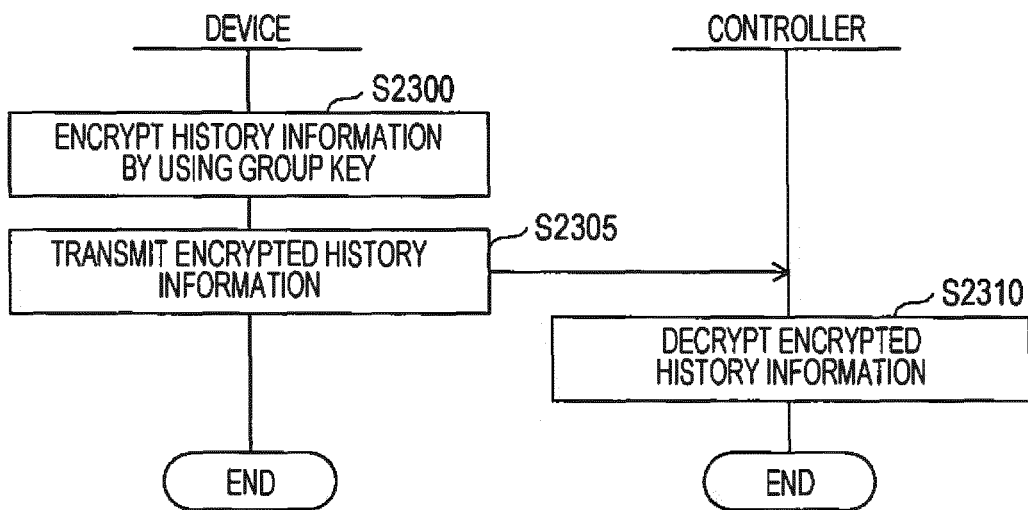 DEVICE
CONTROLLER
S2300
ENCRYPT HISTORY INFORMATION
BY USING GROUP KEY
S2305
TRANSMIT ENCRYPTED HISTORY
INFORMATION
S2310
DECRYPT ENCRYPTED
HISTORY INFORMATION
END
END